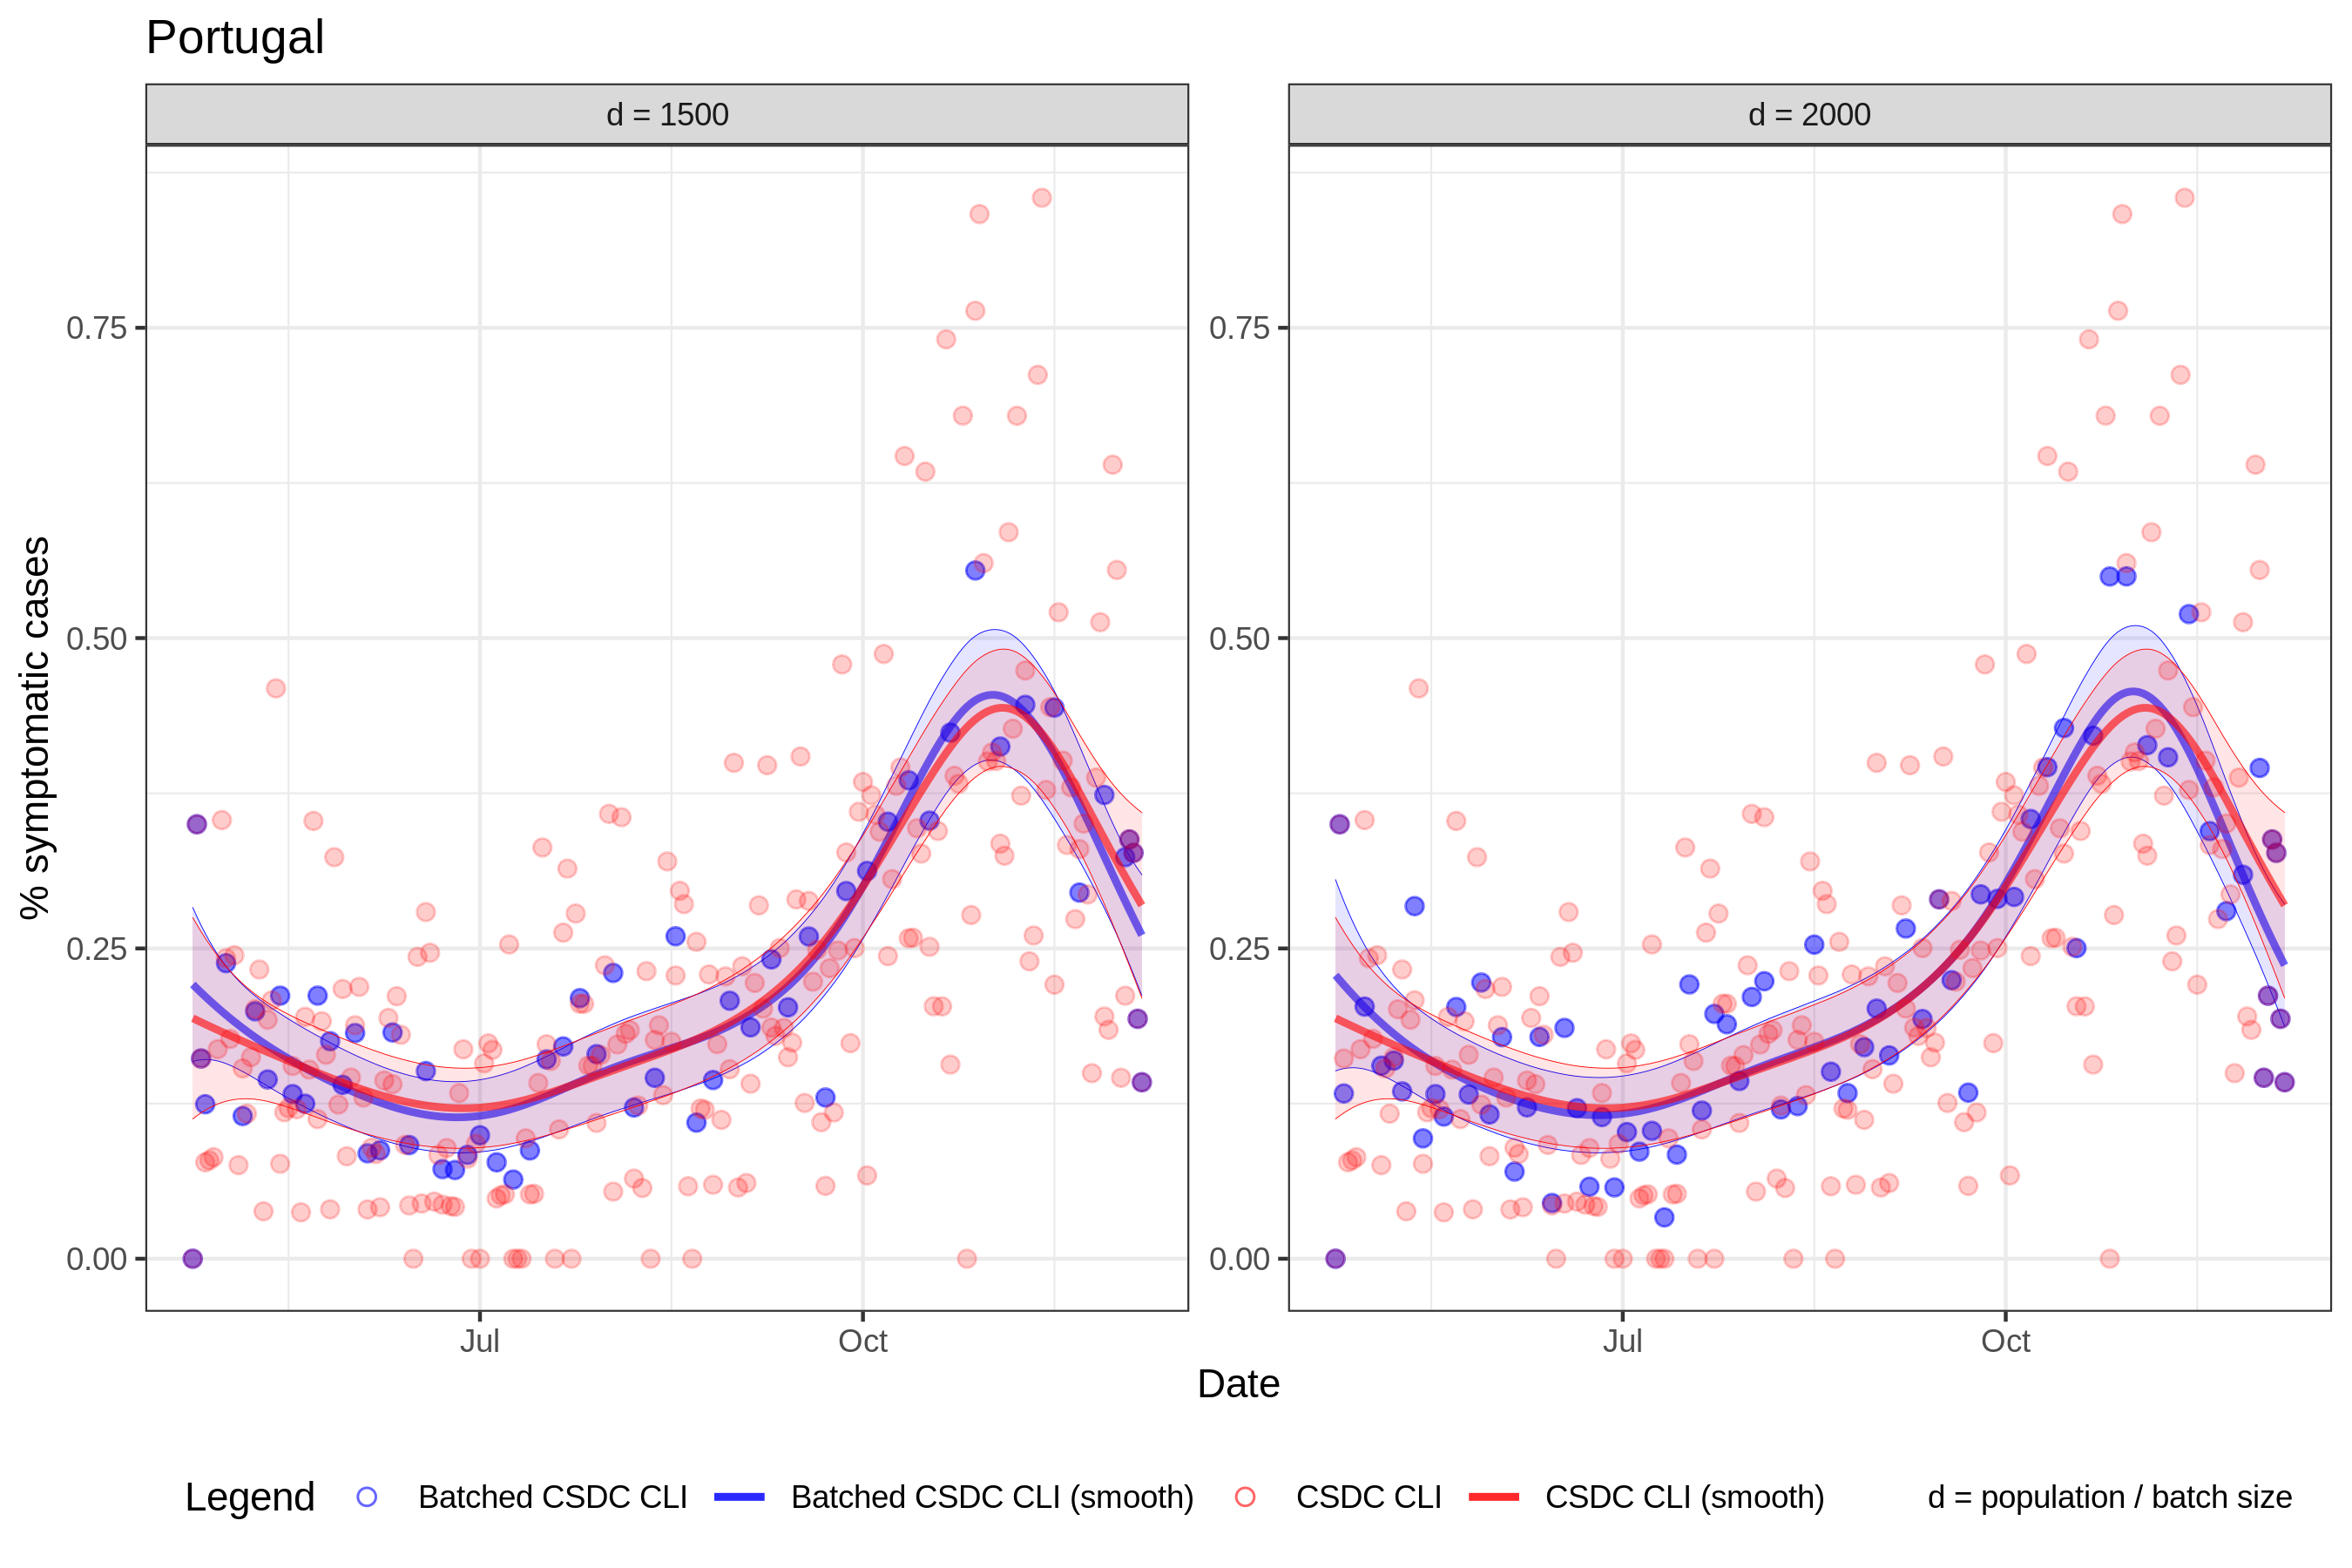 Portugal
d = 1500
d = 2000
% symptomatic cases
0.75
0.50
0.25
0.00
0.75
0.50
0.25
0.00
Jul
Oct
Jul
Oct
Date
Legend
Batched CSDC CLI
Batched CSDC CLI (smooth)
CSDC CLI
CSDC CLI (smooth)
d = population / batch size